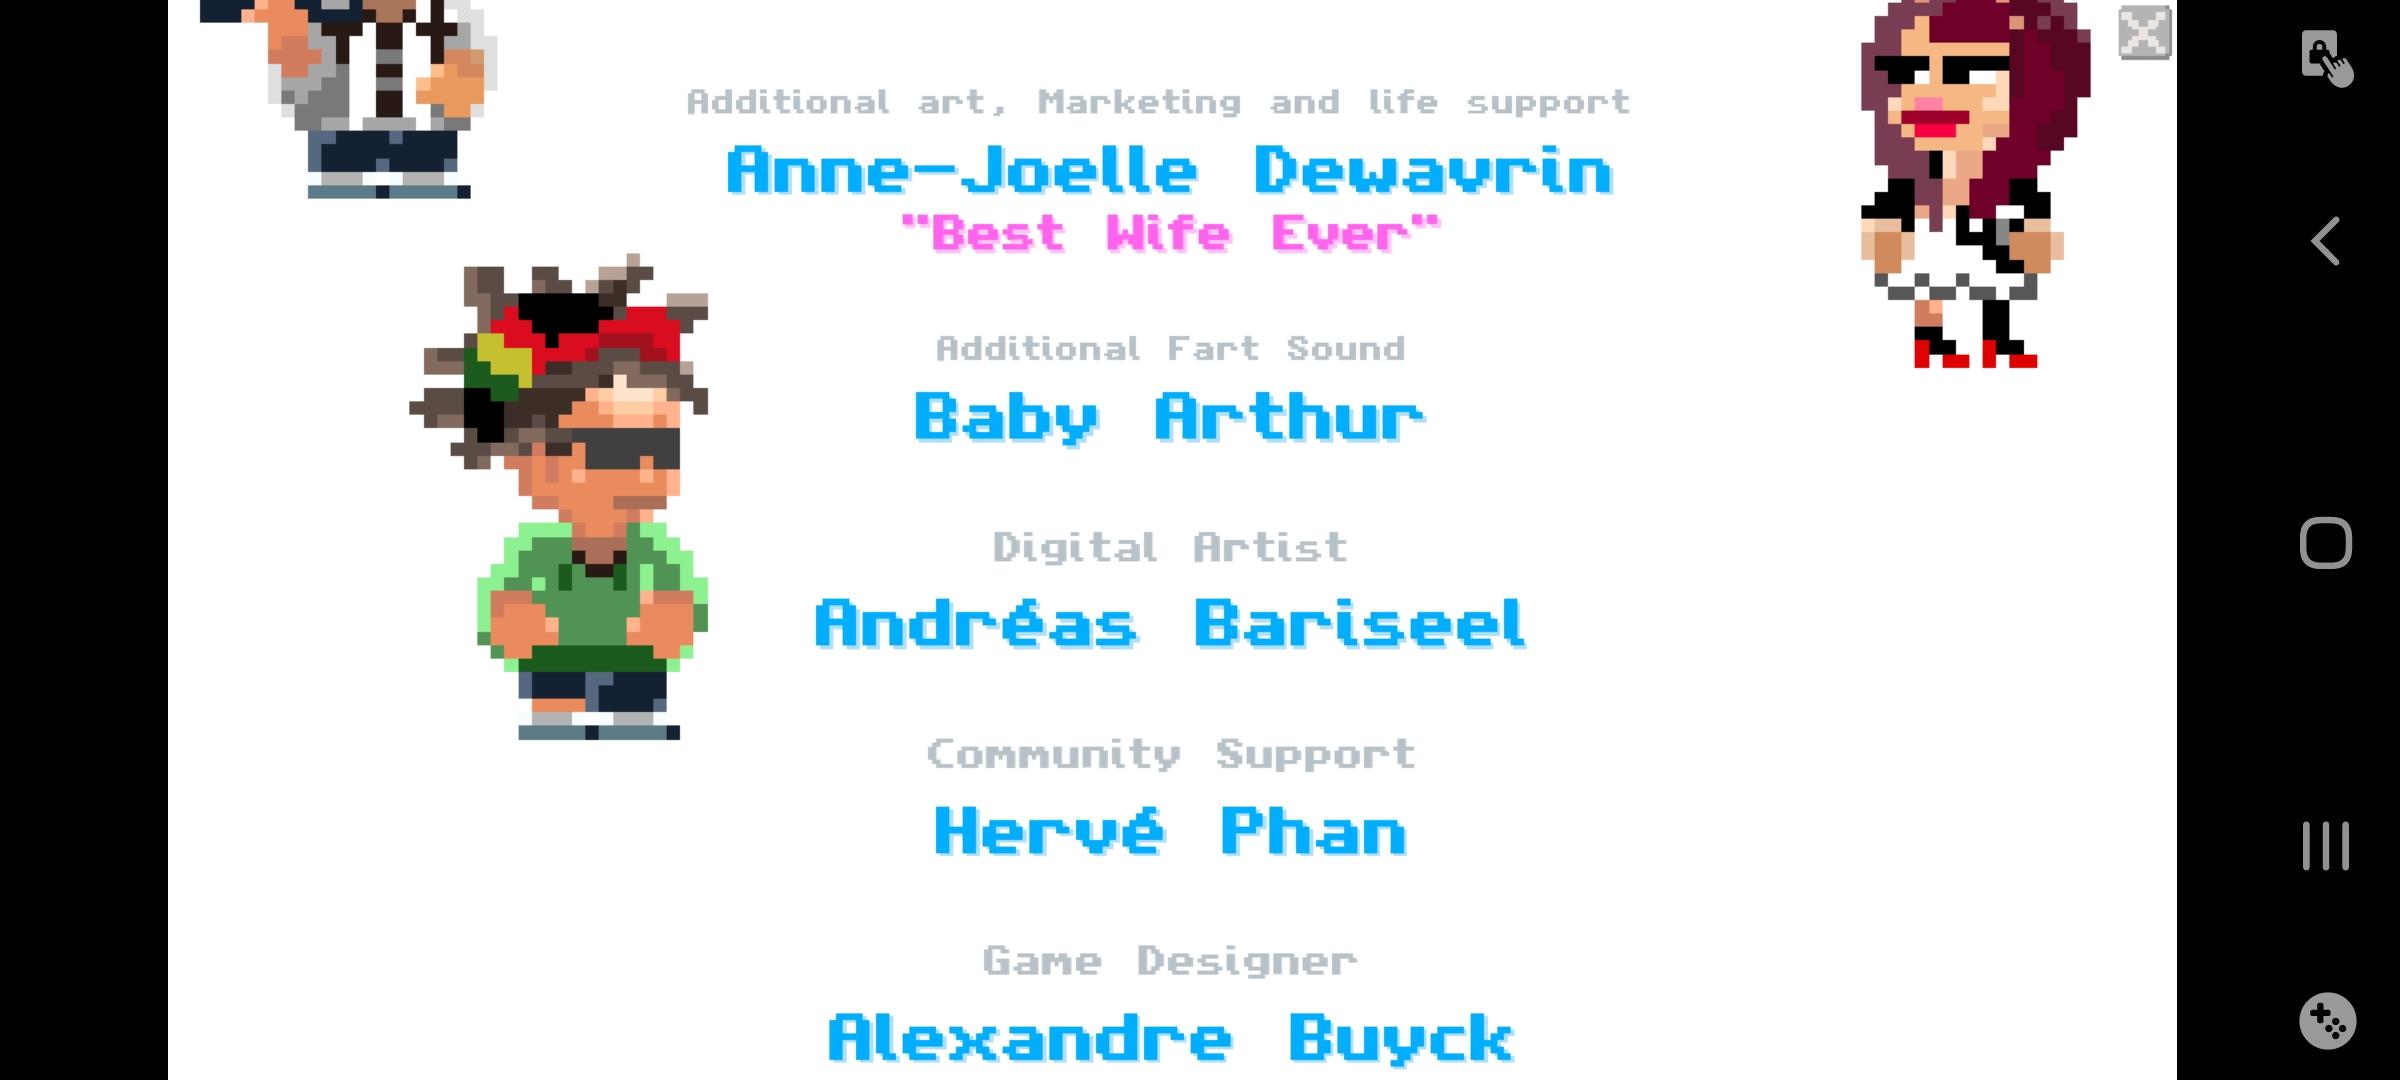 Additional art, Marketing and life support
Anne-Joelle Dewavrin
"Best Wife Ever"
Additional Fart Sound
Baby Arthur
Digital Artist
Andréas Bariseel
Community Support
Hervé Phan
Game Designer
Alexandre Buyck